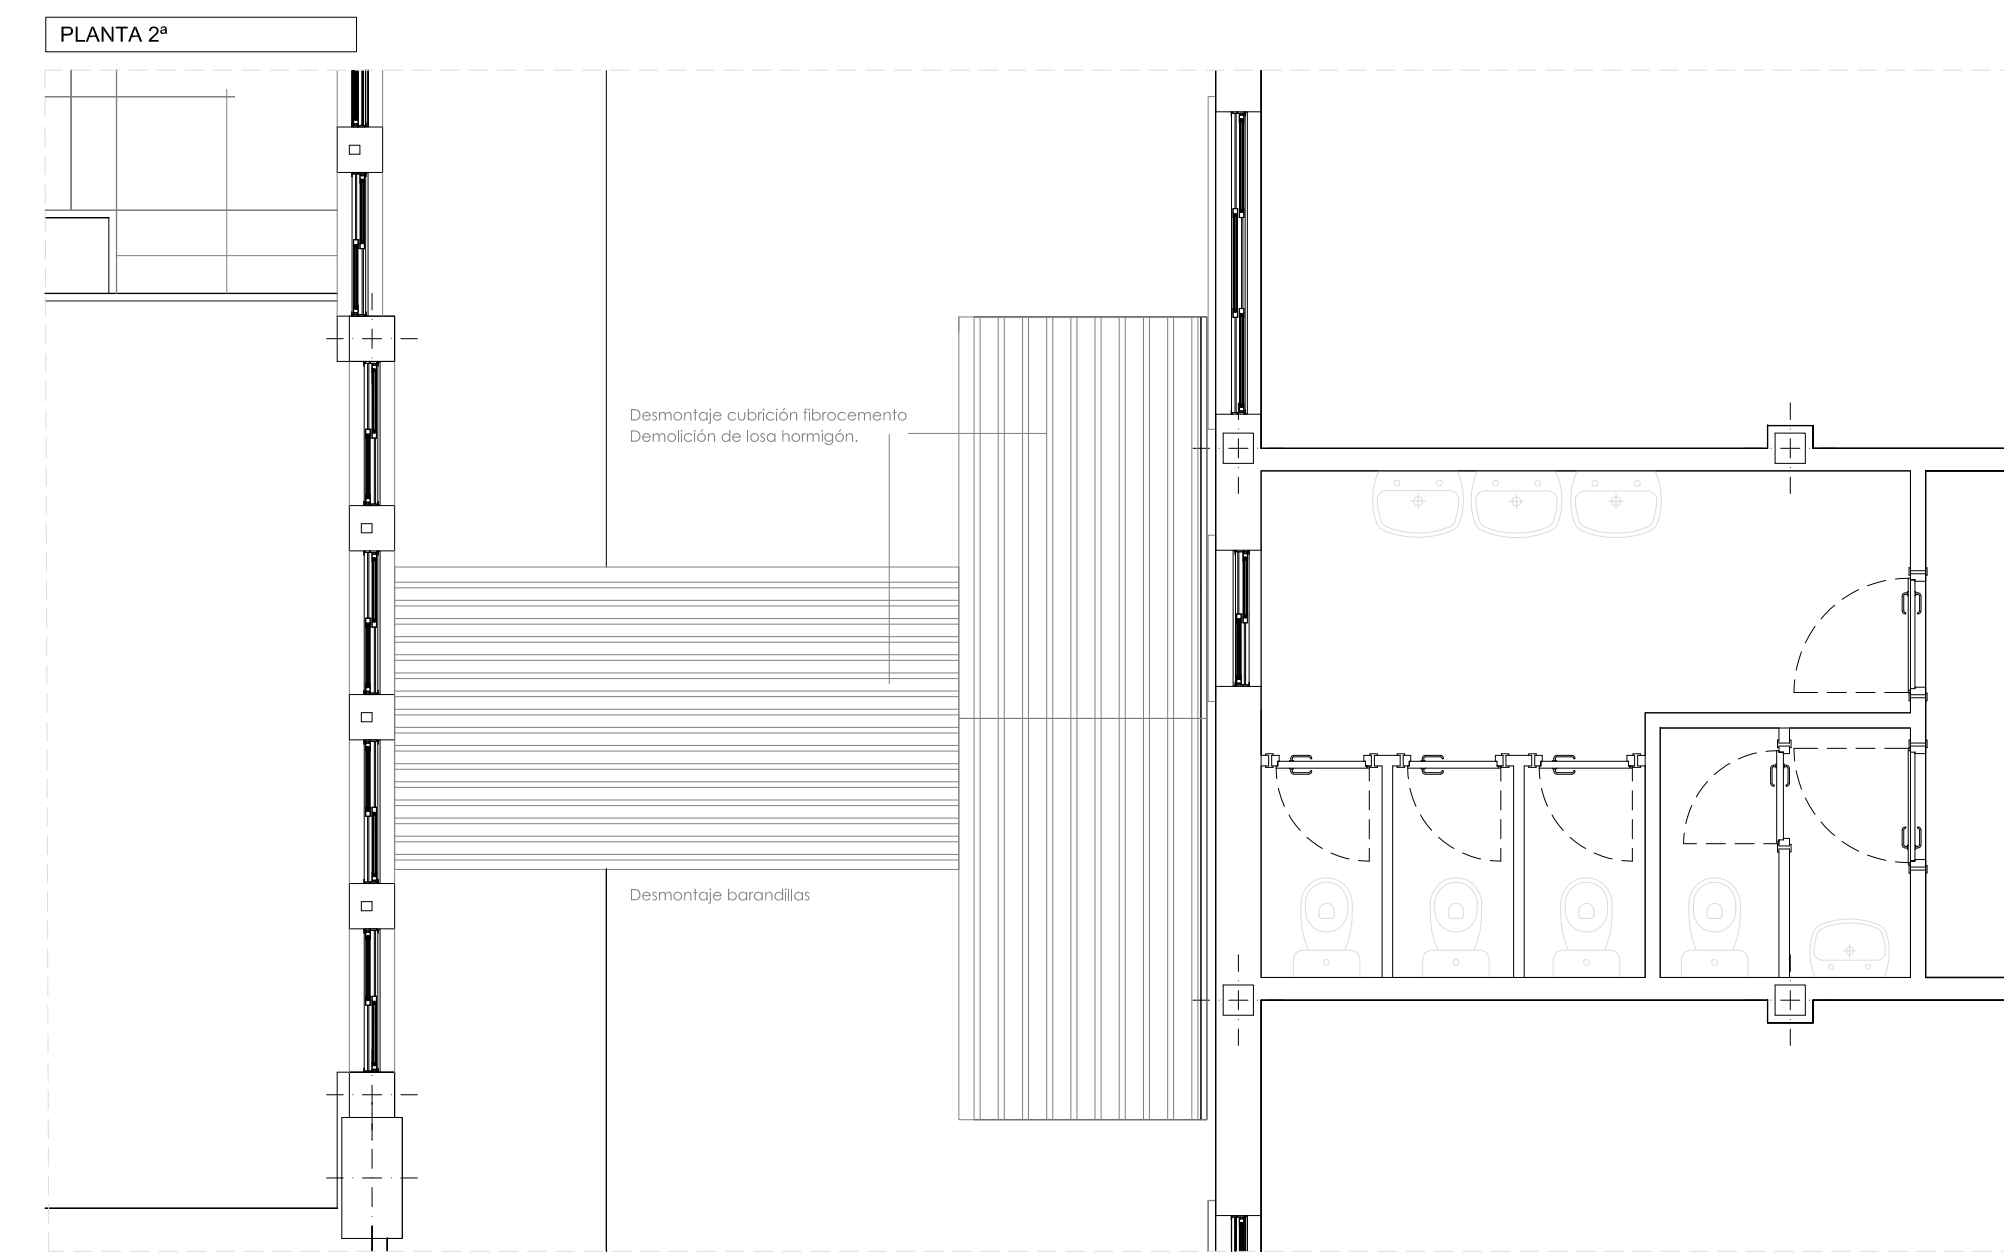 PLANTA 2ª
Desmontaje cubrición fibrocemento
Demolición de losa hormigón.
Desmontaje barandillas